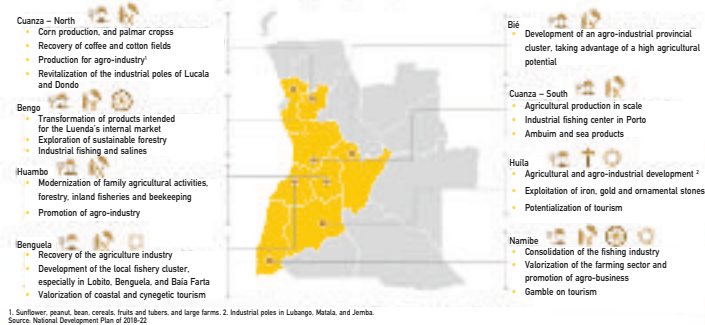 Cuanza – North
Corn production, and palmar cropss
Recovery of coffee and cotton fields
Production for agro-industry¹
Revitalization of the industrial poles of Lucala
and Dondo
Bengo
Transformation of products intended
for the Luenda's internal market
Exploration of sustainable forestry
Industrial fishing and salines
Huambo
Modernization of family agricultural activities,
forestry, inland fisheries and beekeeping
Promotion of agro-industry
Benguela
Recovery of the agriculture industry
Development of the local fishery cluster,
especially in Lobito, Benguela, and Baia Farta
Valorization of coastal and cynegetic tourism
Bié
Development of an agro-industrial provincial
cluster, taking advantage of a high agricultural
potential
Cuanza – South
Agricultural production in scale
Industrial fishing center in Porto
Ambuim and sea products
Huíla
Agricultural and agro-industrial development ²
Exploitation of iron, gold and ornamental stones
Potentialization of tourism
Namibe
Consolidation of the fishing industry
Valorization of the farming sector and
promotion of agro-business
Gamble on tourism
1. Sunflower, peanut, bean, cereals, fruits and tubers, and large farms. 2. Industrial poles in Lubango, Matala, and Jemba.
Source: National Development Plan of 2018-22